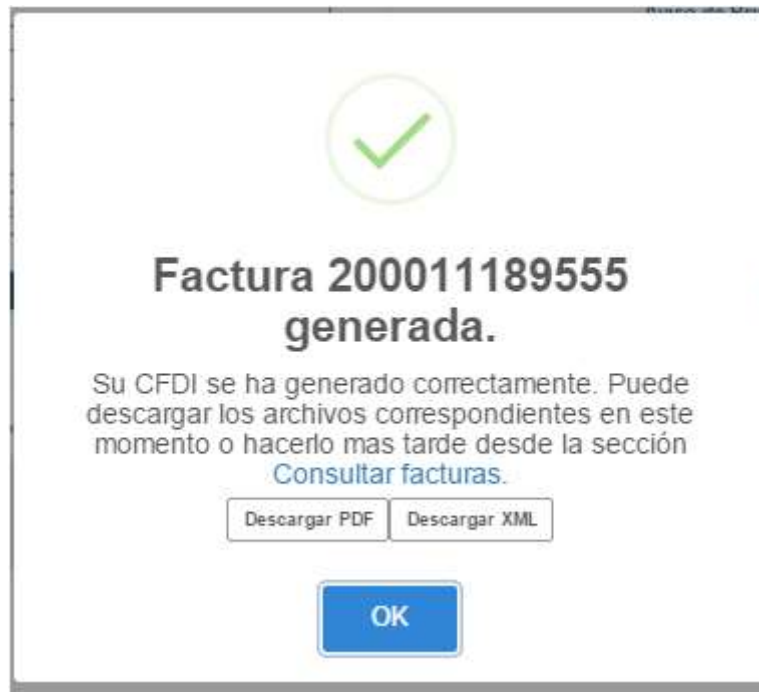 Factura 200011189555
generada.
Su CFDI se ha generado correctamente. Puede
descargar los archivos correspondientes en este
momento o hacerlo mas tarde desde la sección
Consultar facturas.
Descargar PDF Descargar XML
OK